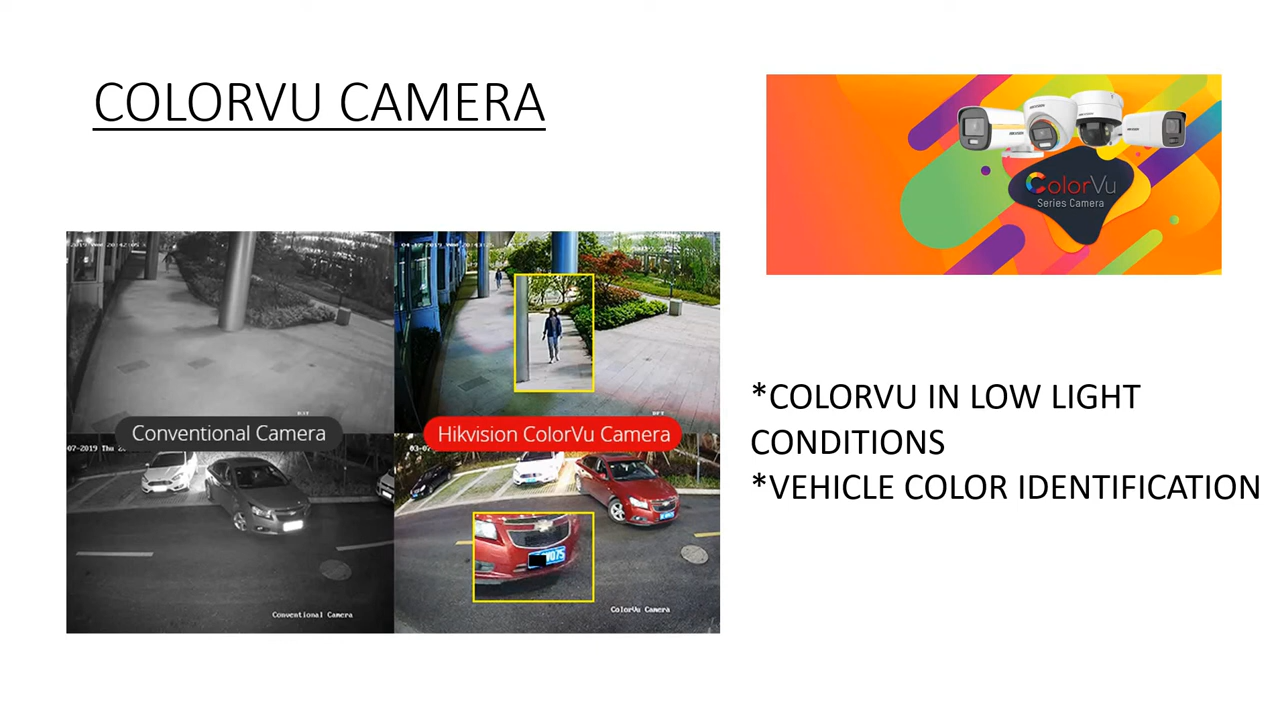 COLORVU CAMERA
ColorVu
Series Camera
Conventional Camera
Hikvision ColorVu Camera
Conventional Camera
ColorVu Camera
*COLORVU IN LOW LIGHT
CONDITIONS
*VEHICLE COLOR IDENTIFICATION